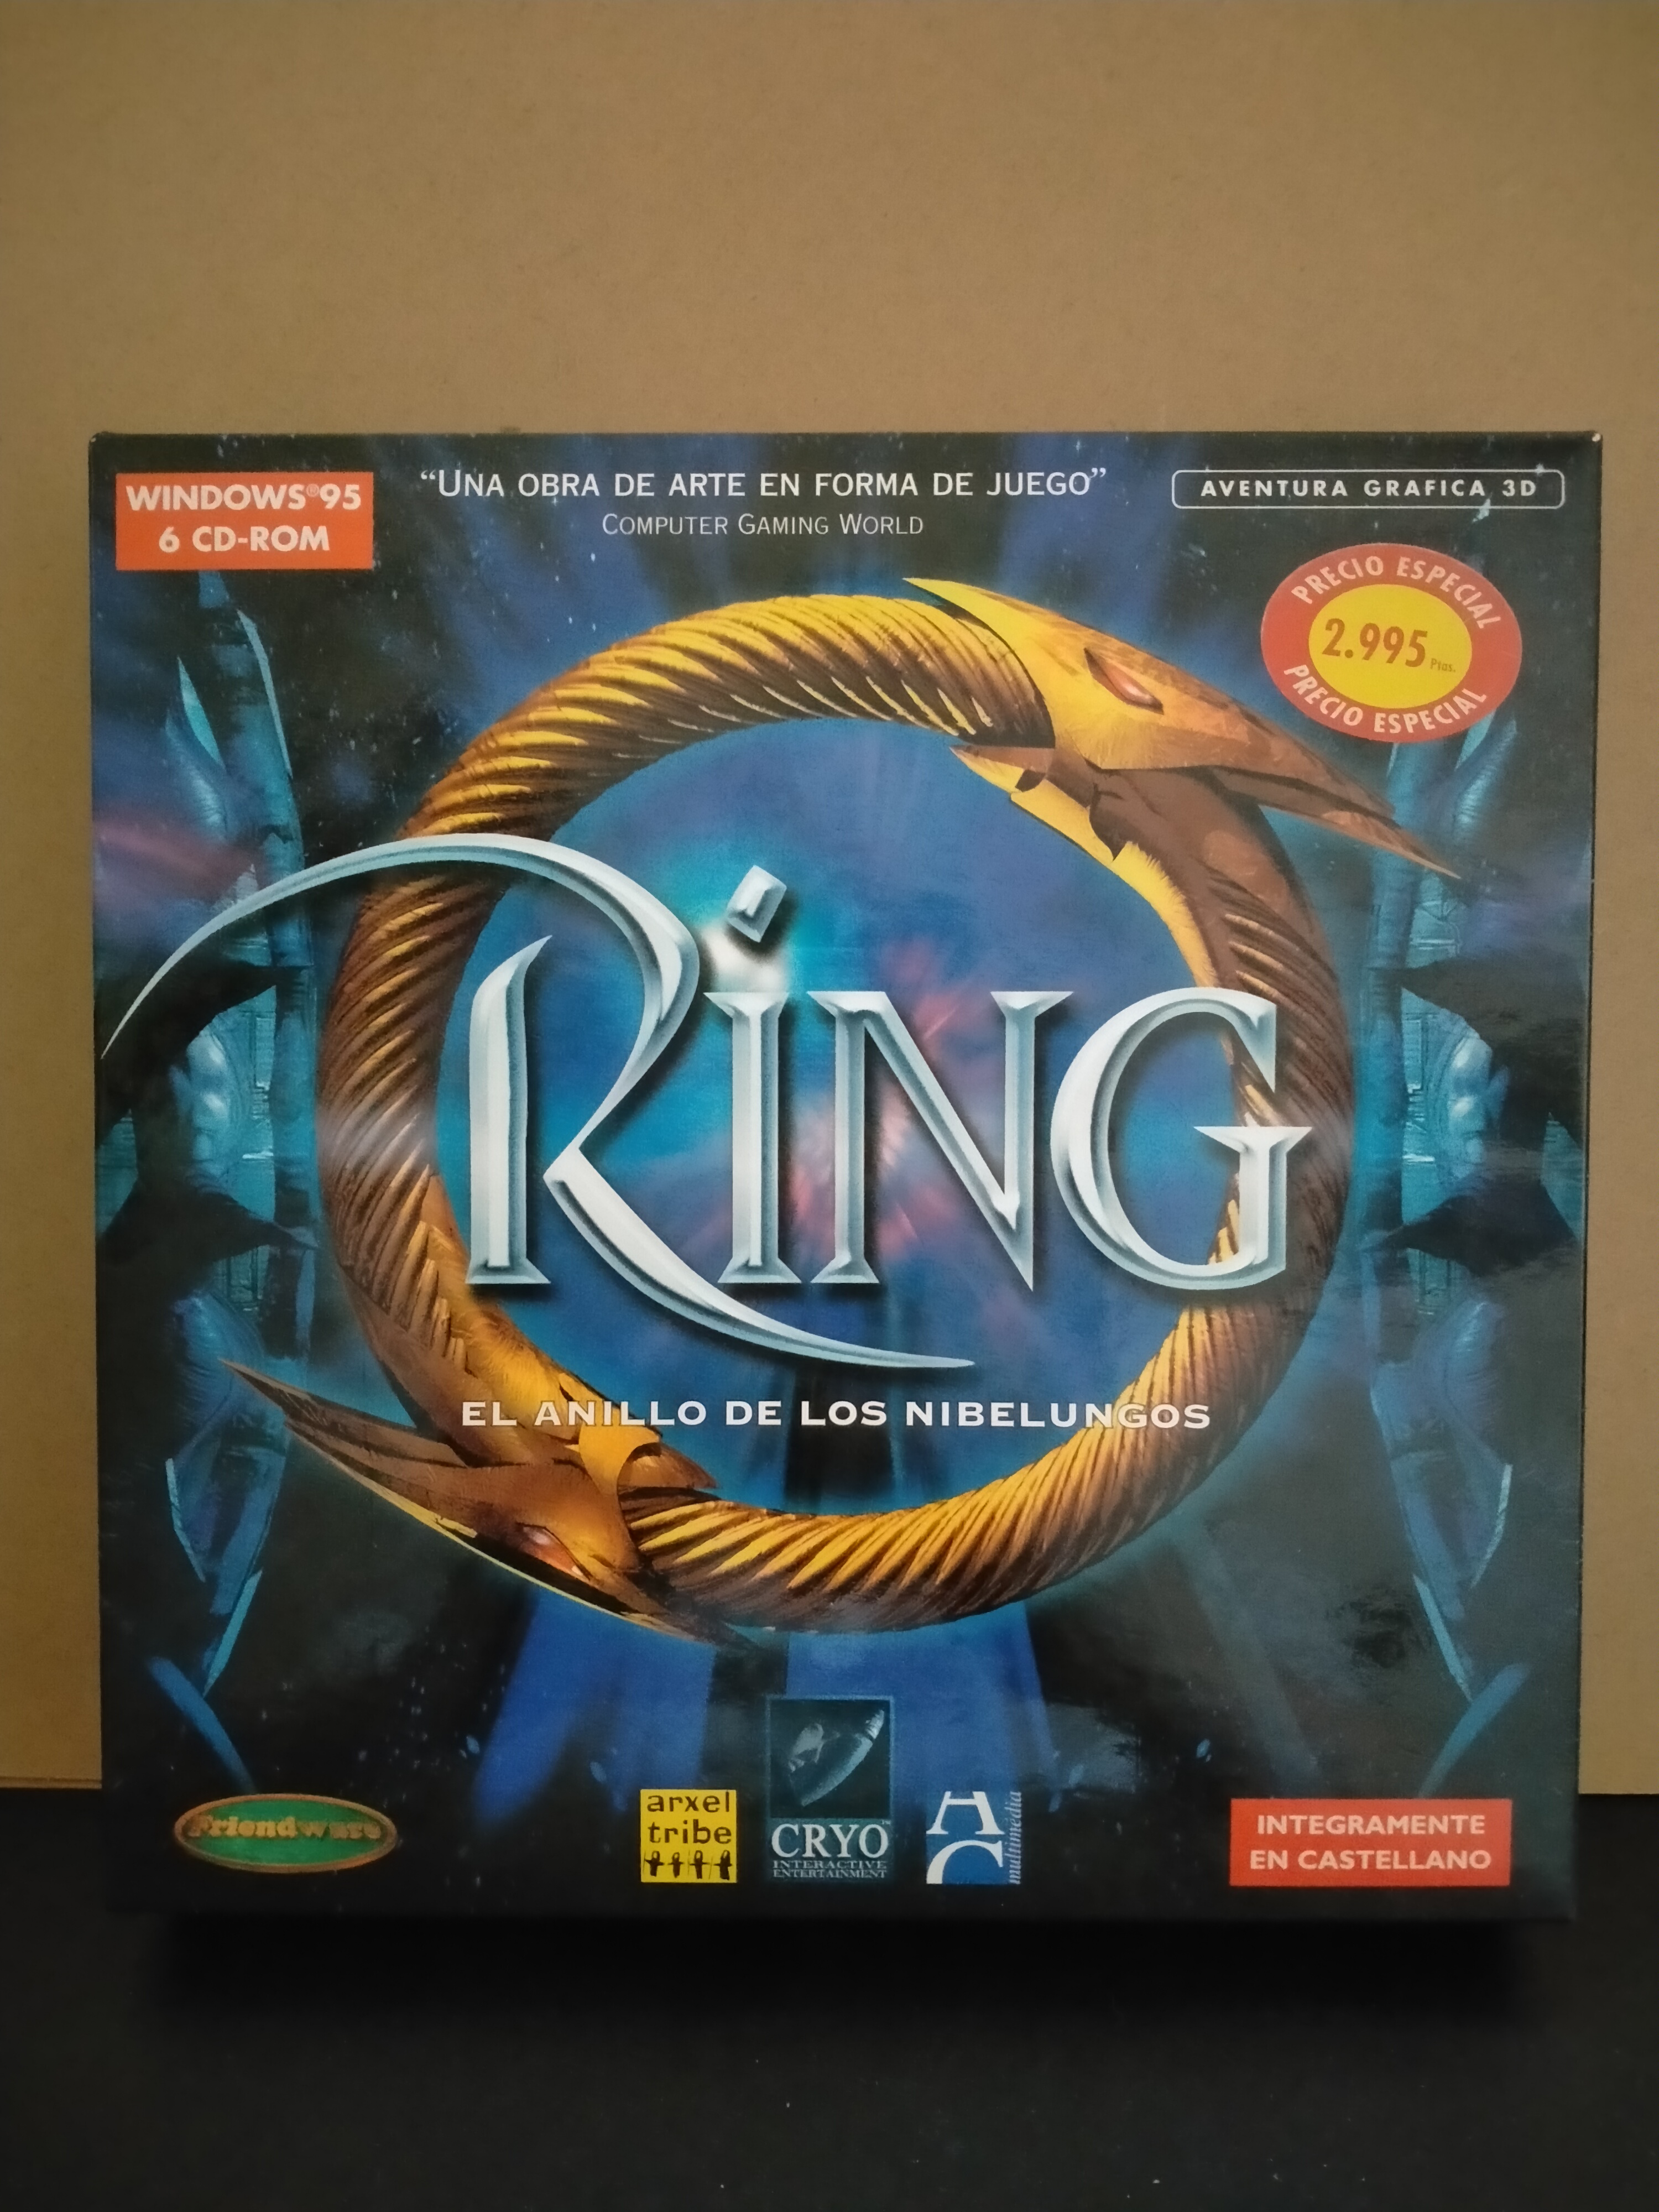 WINDOWS®95
6 CD-ROM
“UNA OBRA DE ARTE EN FORMA DE JUEGO”
COMPUTER GAMING WORLD
AVENTURA GRAFICA 3D
PRECIO ESPECIAL
2.995 Ptas.
PRECIO ESPECIAL
RING
EL ANILLO DE LOS NIBELUNGOS
Friendware
arxel
tribe
CRYO™
INTERACTIVE
ENTERTAINMENT
AC
multimédia
INTEGRAMENTE
EN CASTELLANO